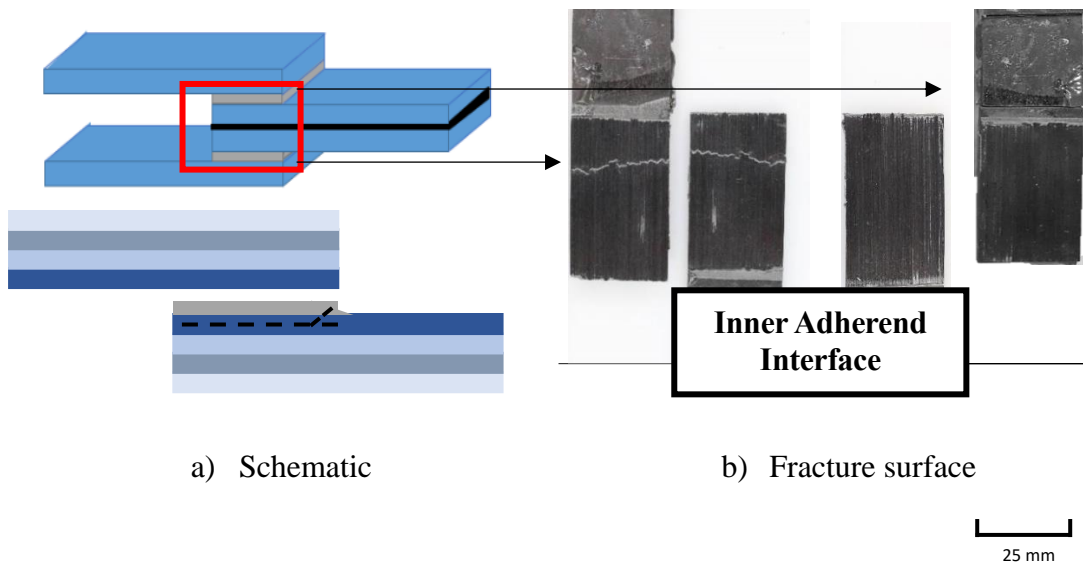 Inner Adherend
Interface
a) Schematic
b) Fracture surface
25 mm